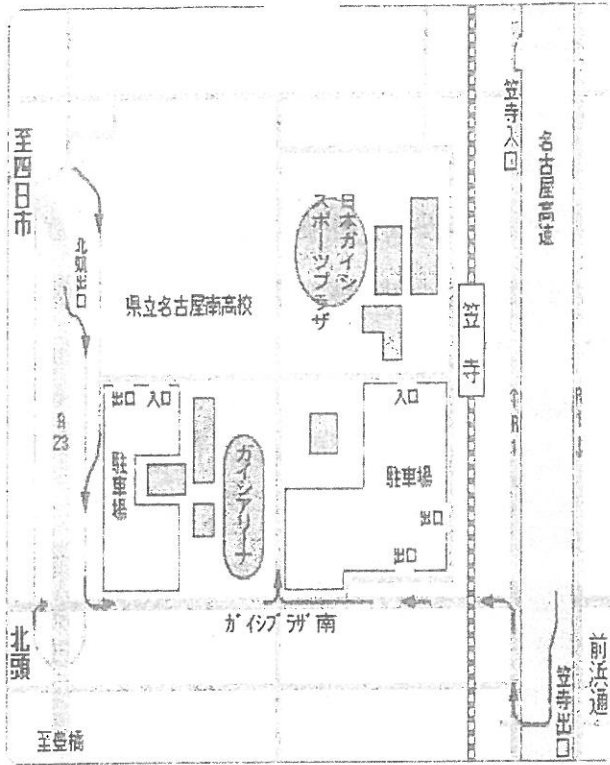 至四日市
北頭出口
R
23
県立名古屋南高校
日本ガイシ
スポーツプラザ
笠寺入口
名古屋高速
笠寺
出口
入口
駐車場
ガイシアリーナ
入口
駐車場
出口
出口
ガイシプラザ南
北頭
至豊橋
笠寺出口
前浜通